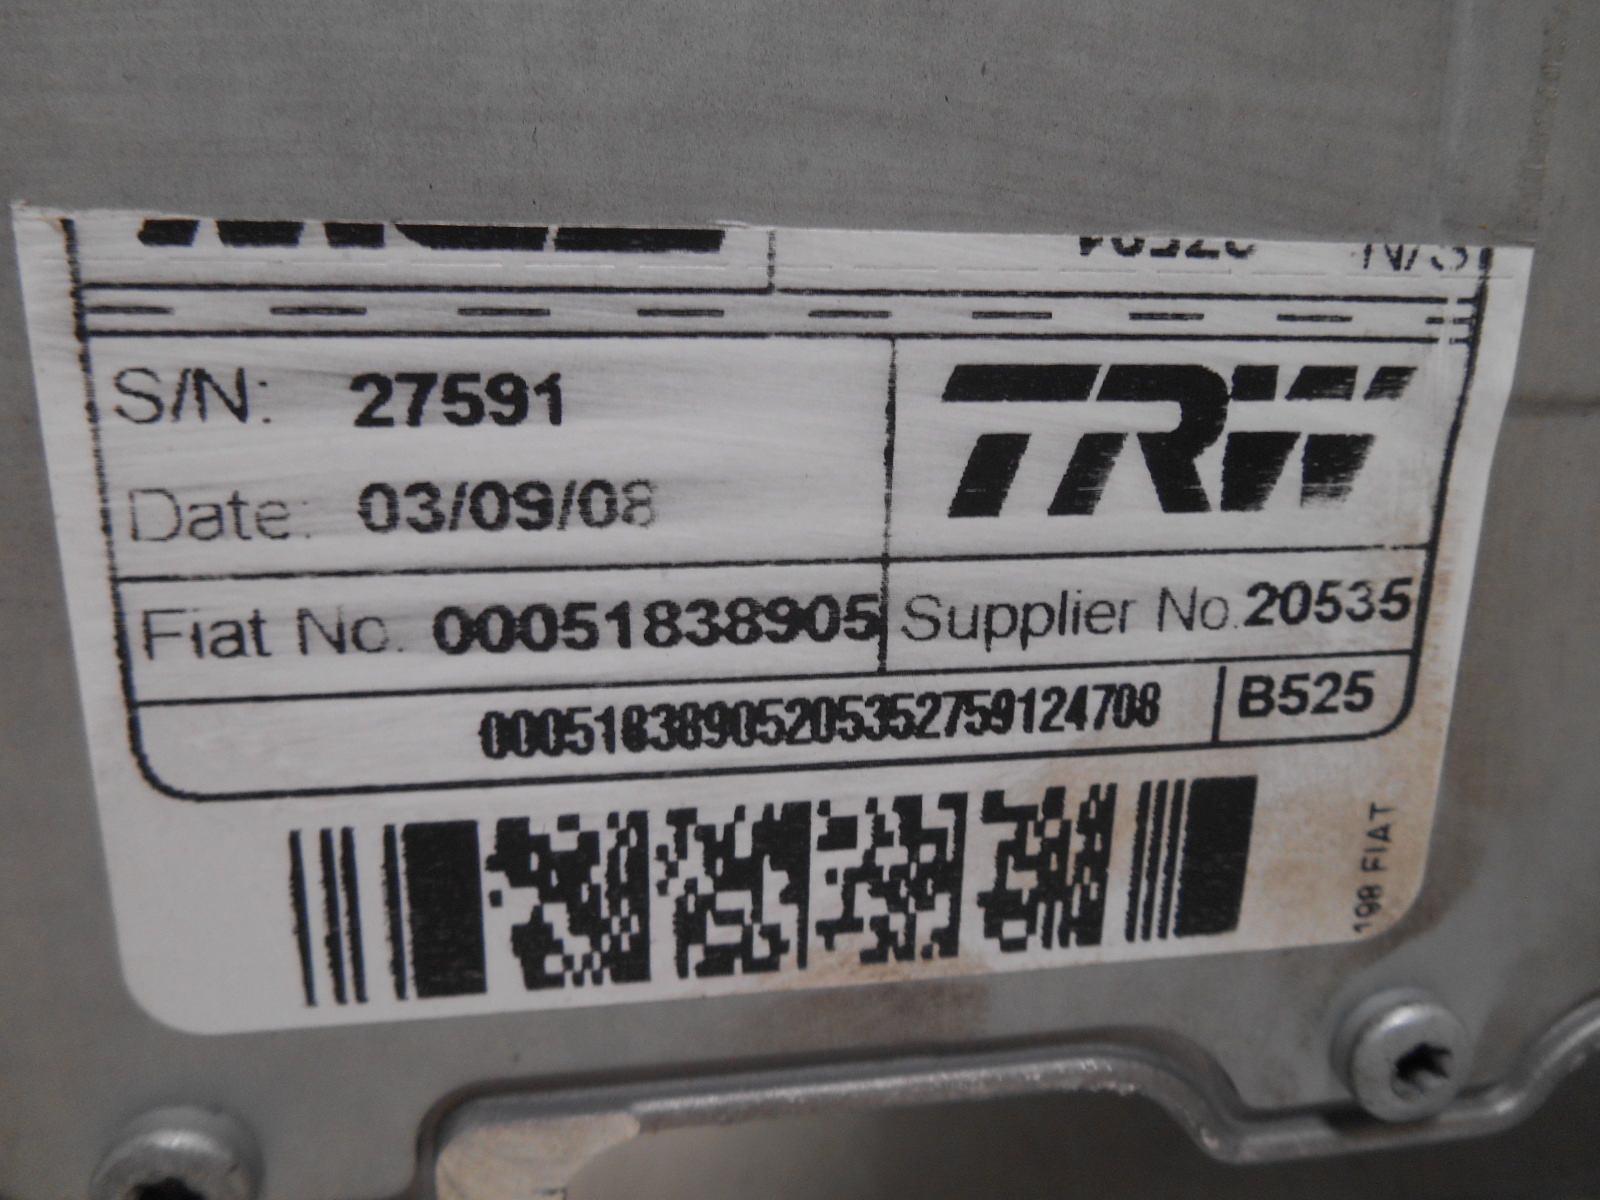 S/N: 27591
TRW
Date: 03/09/08
Fiat No. 00051838905
Supplier No. 20535
00051838905205352759124708
B525
198 FIAT